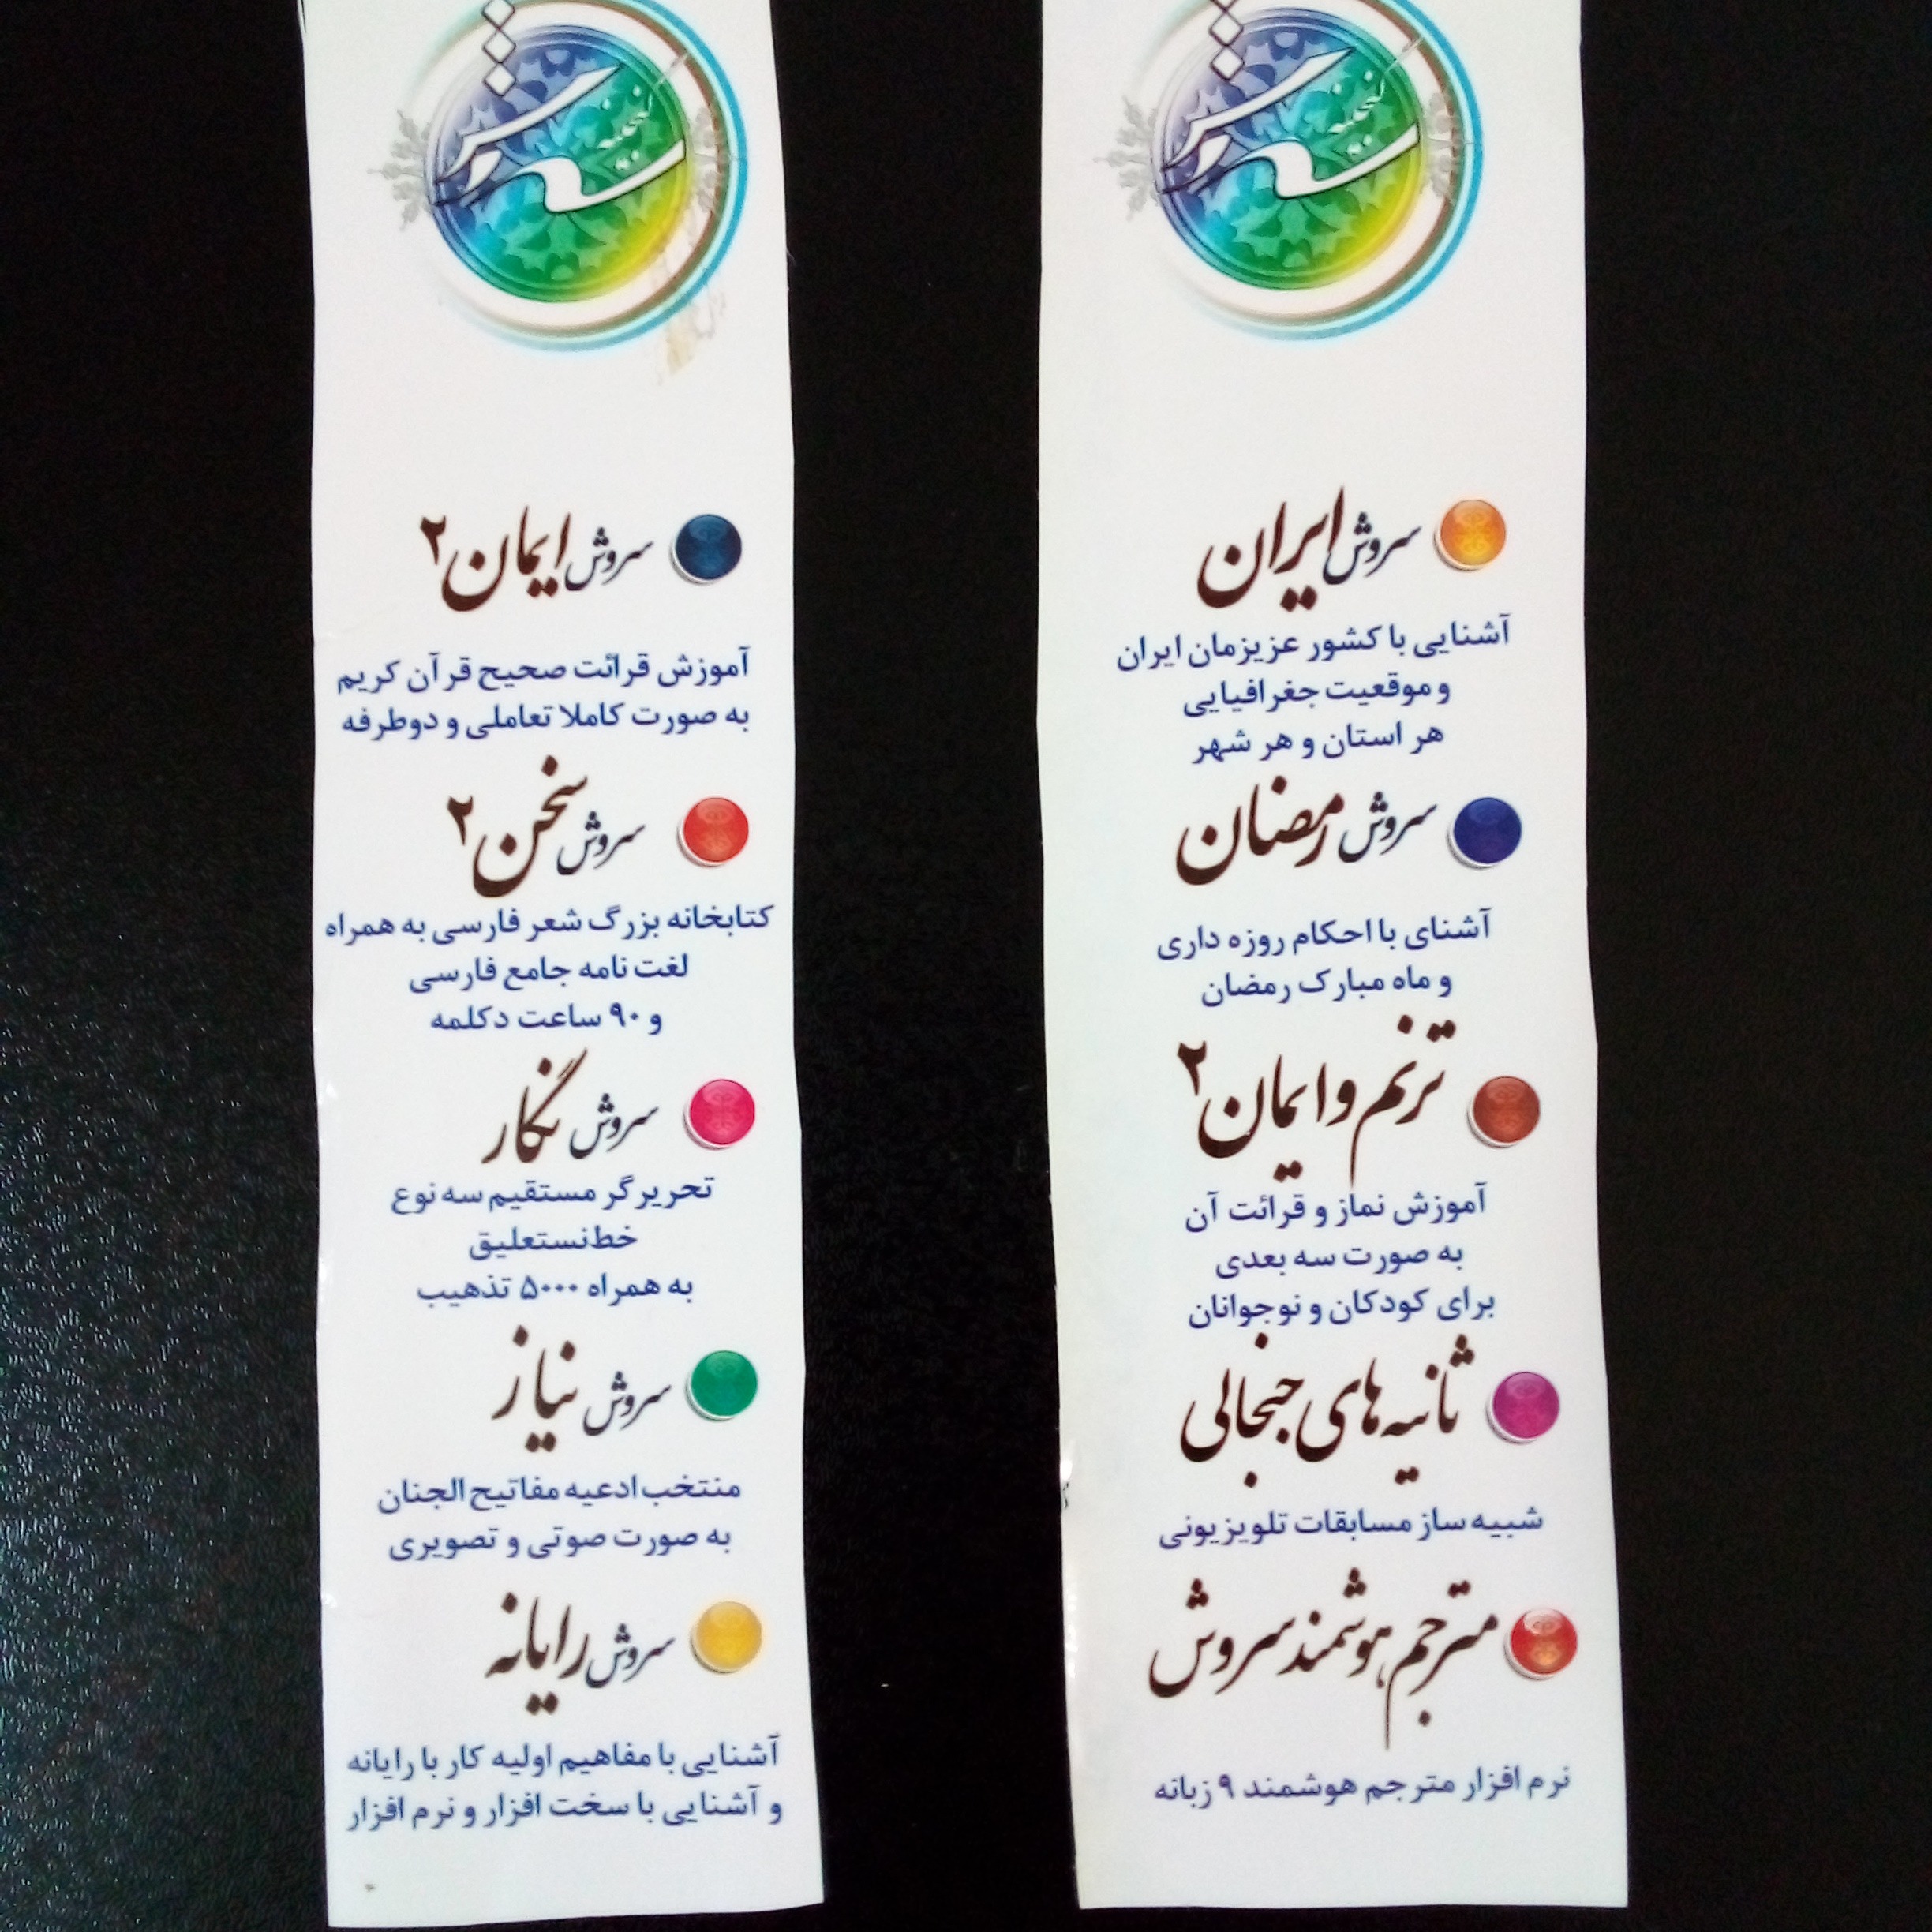 سروش ایران
آشنایی با کشور عزیزمان ایران
و موقعیت جغرافیایی
هر استان و هر شهر
سروش رمضان
آشنای با احکام روزه داری
و ماه مبارک رمضان
ترنم و ایمان ۲
آموزش نماز و قرائت آن
به صورت سه بعدی
برای کودکان و نوجوانان
ثانیه های جنجالی
شبیه ساز مسابقات تلویزیونی
مترجم هوشمند سروش
نرم افزار مترجم هوشمند ۹ زبانه
سروش ایمان ۲
آموزش قرائت صحیح قرآن کریم
به صورت کاملا تعاملی و دوطرفه
سروش سخن ۲
کتابخانه بزرگ شعر فارسی به همراه
لغت نامه جامع فارسی
و ۹۰ ساعت دکلمه
سروش نگار
تحریرگر مستقیم سه نوع
خط نستعلیق
به همراه ۵۰۰۰ تذهیب
سروش نیاز
منتخب ادعیه مفاتیح الجنان
به صورت صوتی و تصویری
سروش رایانه
آشنایی با مفاهیم اولیه کار با رایانه
و آشنایی با سخت افزار و نرم افزار